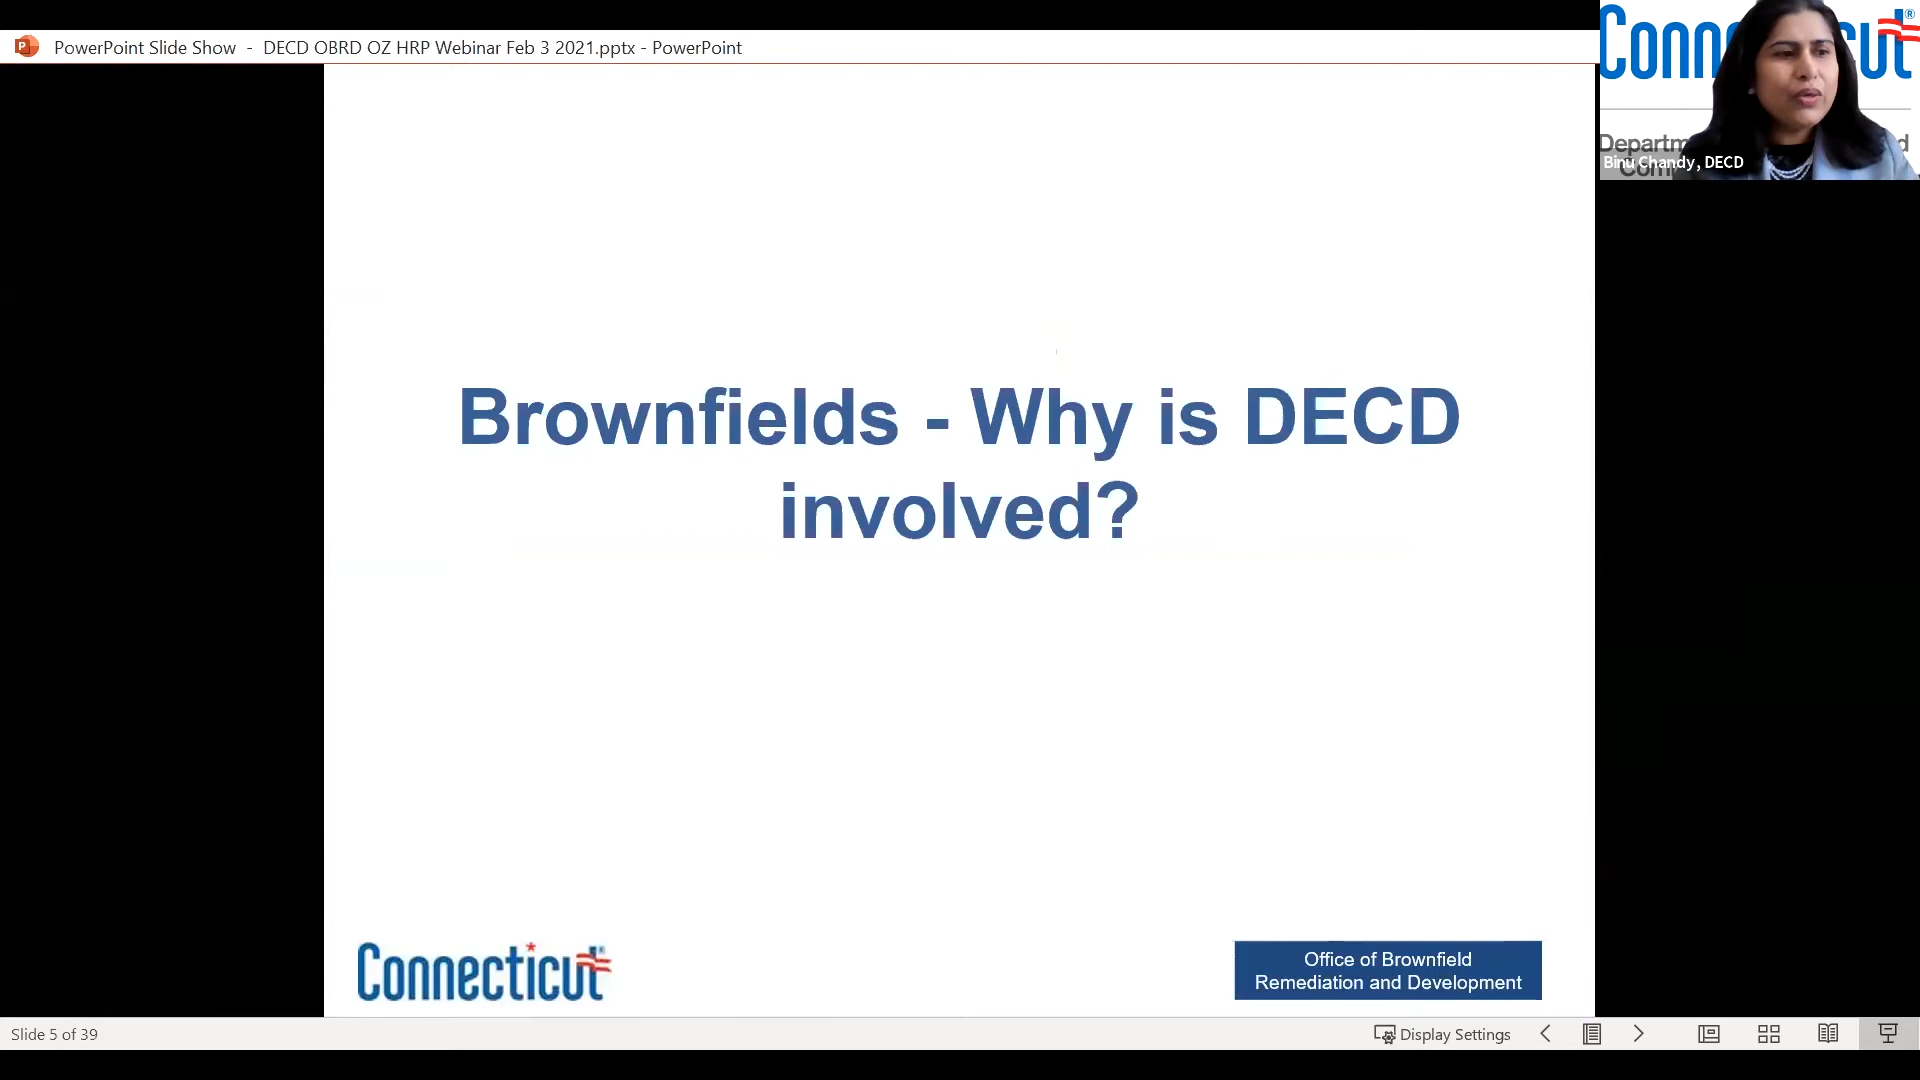 PowerPoint Slide Show - DECD OBRD OZ HRP Webinar Feb 3 2021.pptx - PowerPoint
Binu Chandy, DECD
Brownfields - Why is DECD
involved?
Connecticut
Office of Brownfield
Remediation and Development
Slide 5 of 39
Display Settings